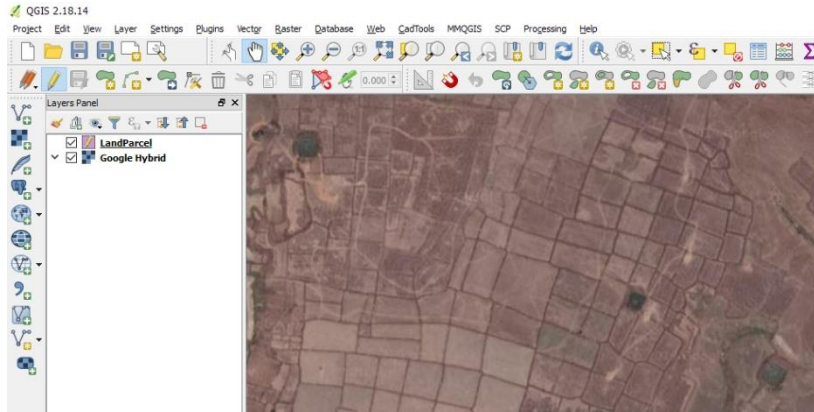 QGIS 2.18.14
Project Edit View Layer Settings Plugins Vector Raster Database Web CadTools MMQGIS SCP Processing Help
0.000
Layers Panel
LandParcel
Google Hybrid